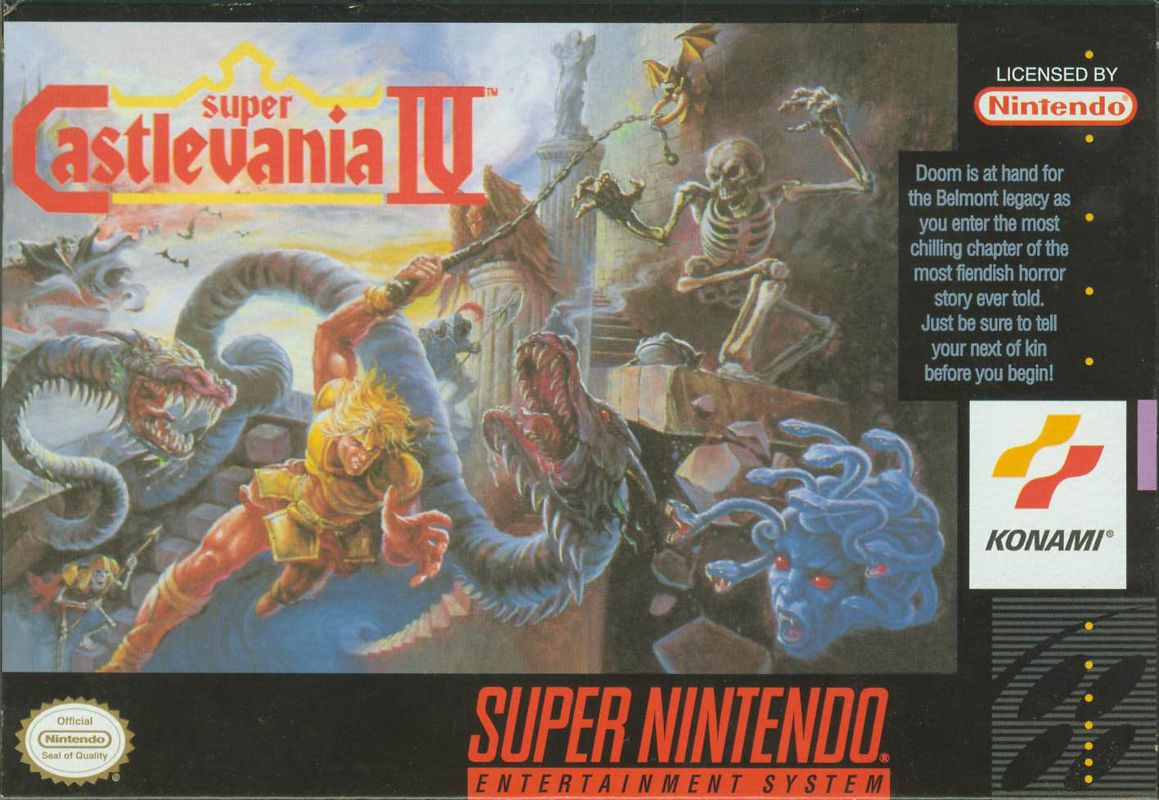 super
Castlevania IV™
LICENSED BY
Nintendo®
Doom is at hand for
the Belmont legacy as
you enter the most
chilling chapter of the
most fiendish horror
story ever told.
Just be sure to tell
your next of kin
before you begin!
KONAMI®
Official
Nintendo
Seal of Quality
®
SUPER NINTENDO®
ENTERTAINMENT SYSTEM